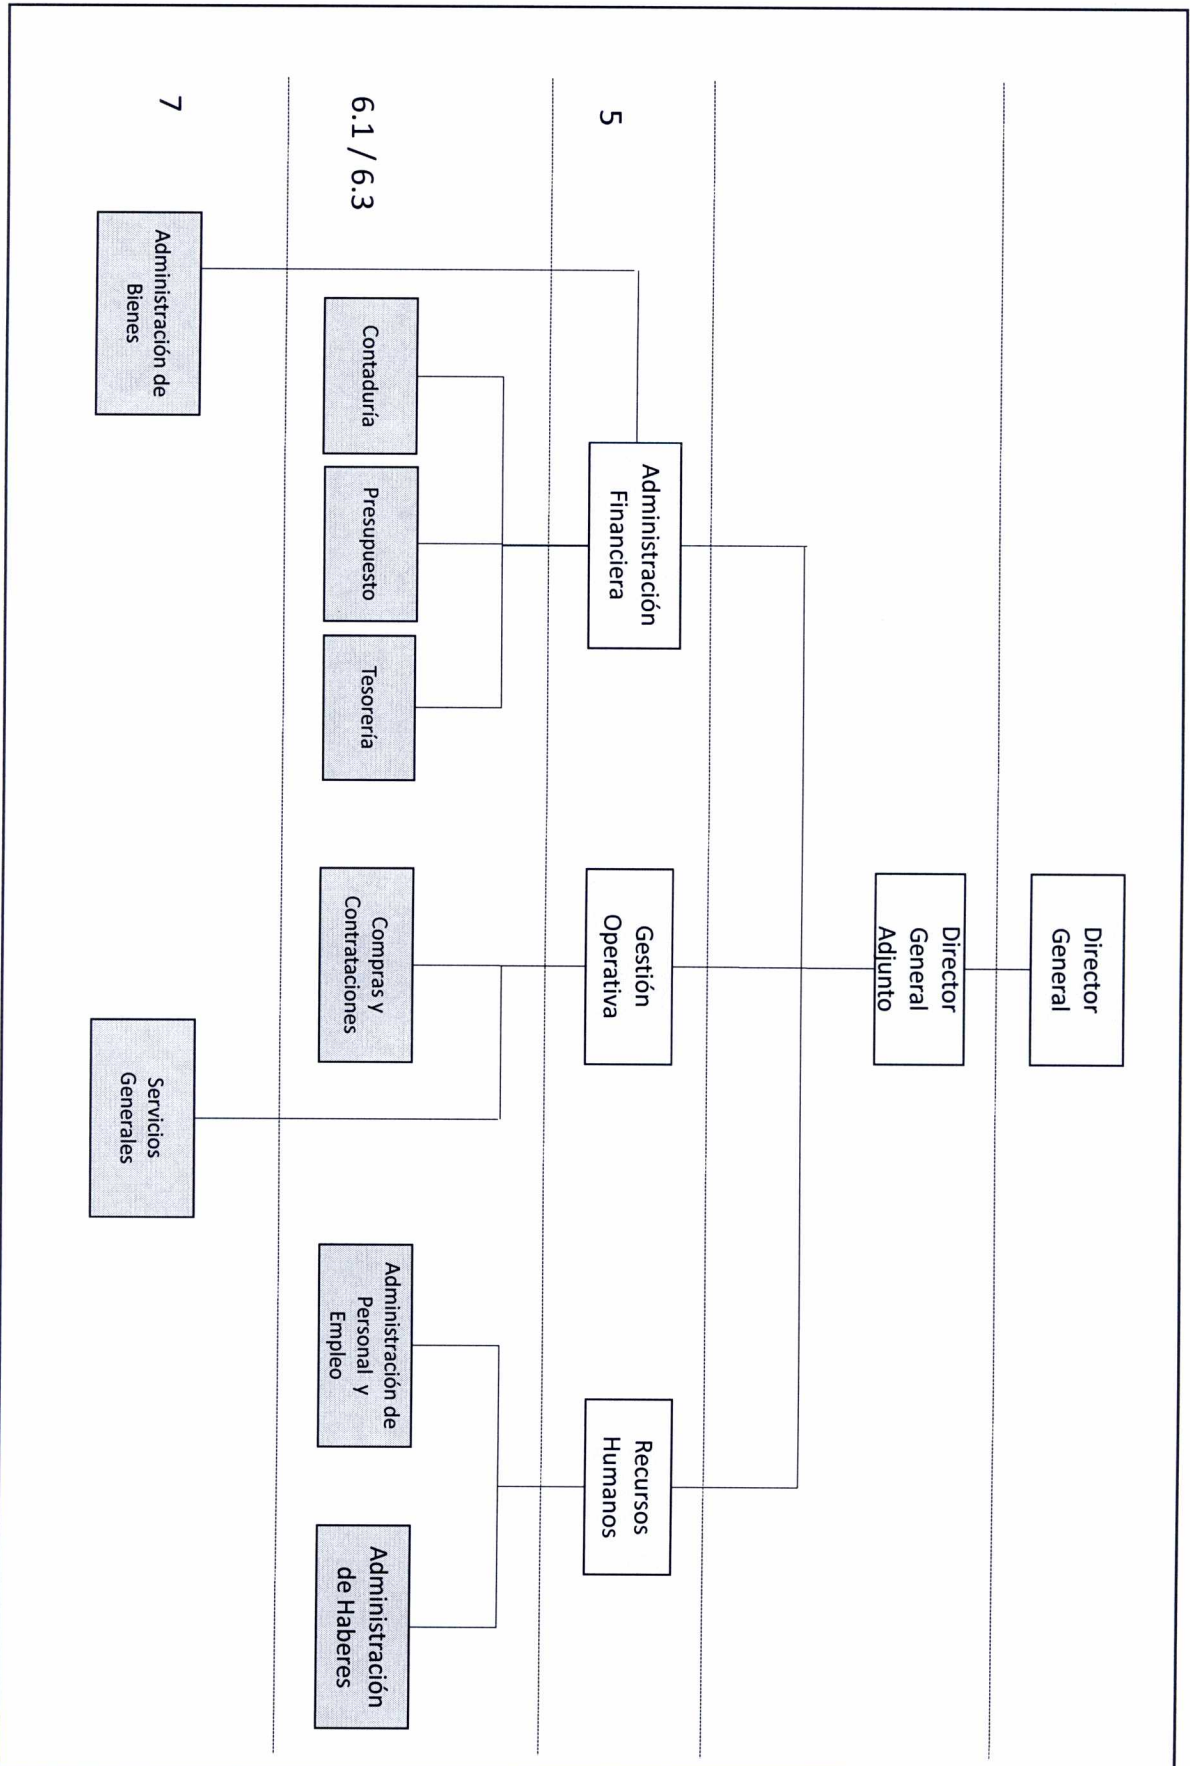 Director
General
Director
General
Adjunto
5
Administración
Financiera
Gestión
Operativa
Recursos
Humanos
6.1 / 6.3
Contaduría
Presupuesto
Tesorería
Compras y
Contrataciones
Administración de
Personal y
Empleo
Administración
de Haberes
7
Administración de
Bienes
Servicios
Generales